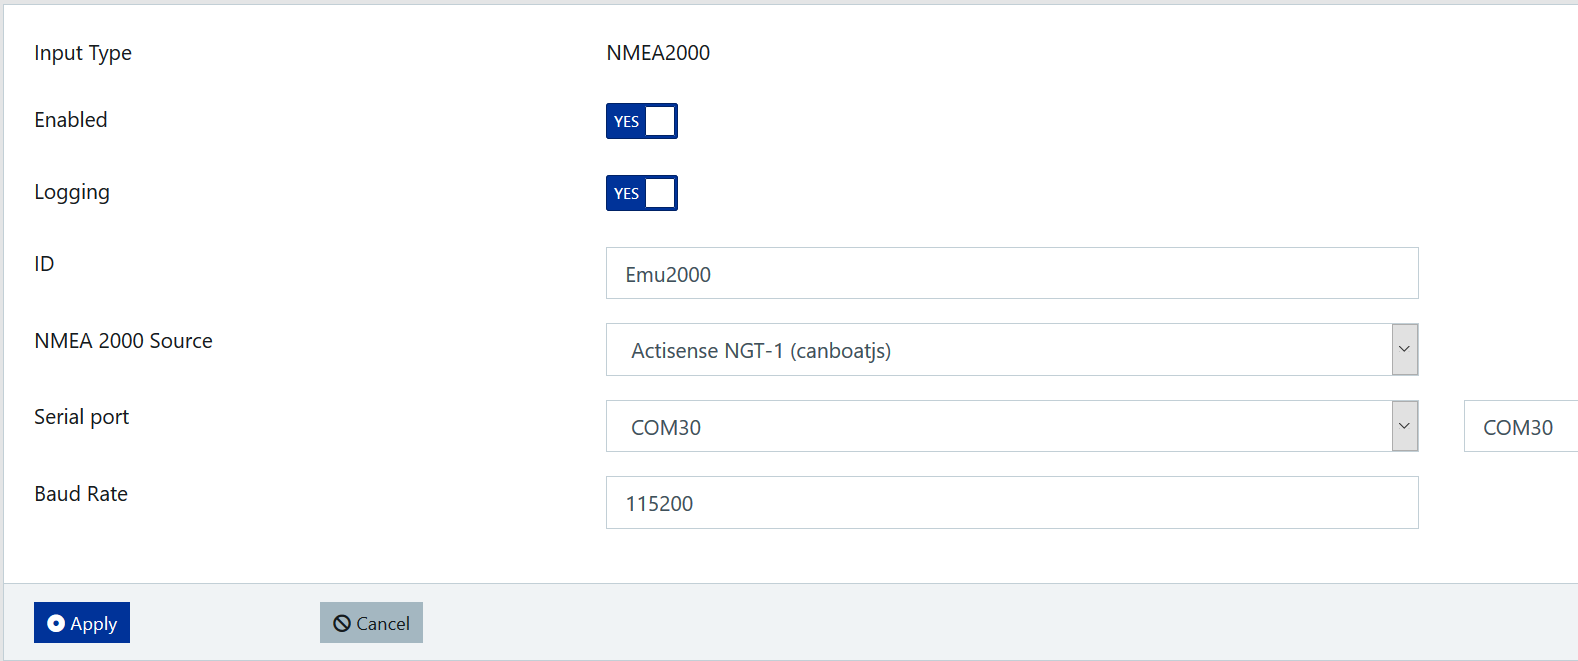 Input Type NMEA2000
Enabled YES
Logging YES
ID Emu2000
NMEA 2000 Source Actisense NGT-1 (canboatjs)
Serial port COM30 COM30
Baud Rate 115200
Apply Cancel